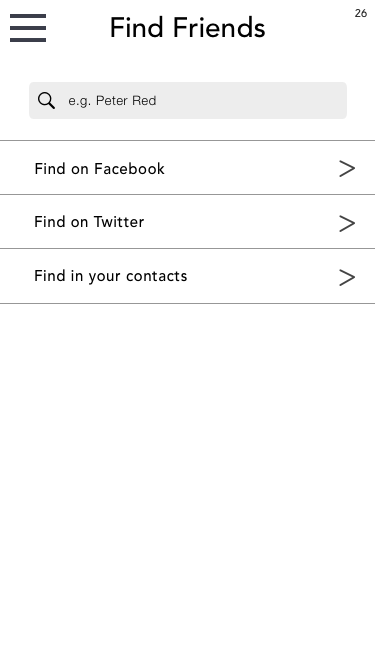 Find Friends
26
e.g. Peter Red
Find on Facebook
Find on Twitter
Find in your contacts